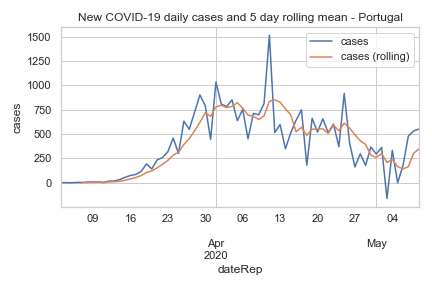 New COVID-19 daily cases and 5 day rolling mean - Portugal
cases
cases (rolling)
1500
1250
1000
750
500
250
0
cases
09 16 23 30 06 13 20 27 04
Apr May
2020
dateRep